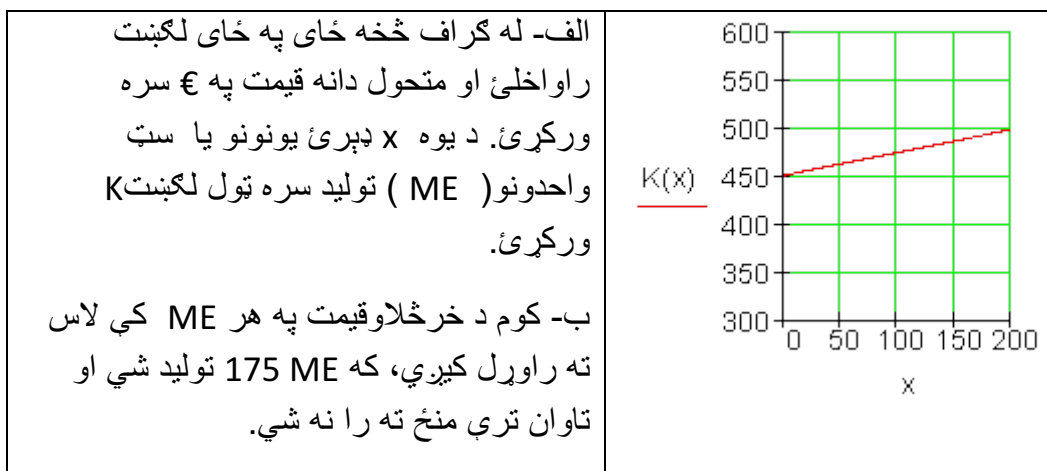 الف- له ګراف څخه ځای په ځای لګښت
راواخلئ او متحول دانه قیمت په € سره
ورکړئ. د یوه x ډېرئ یونونو یا سټ
واحدونو( ME ) تولید سره ټول لګښتK
ورکړئ.
ب- کوم د خرڅلاوقیمت په هر ME کې لاس
ته راوړل کیږي، که 175 ME تولید شي او
تاوان ترې منځ ته را نه شي.
600
550
500
K(x) 450
400
350
300
0 50 100 150 200
x